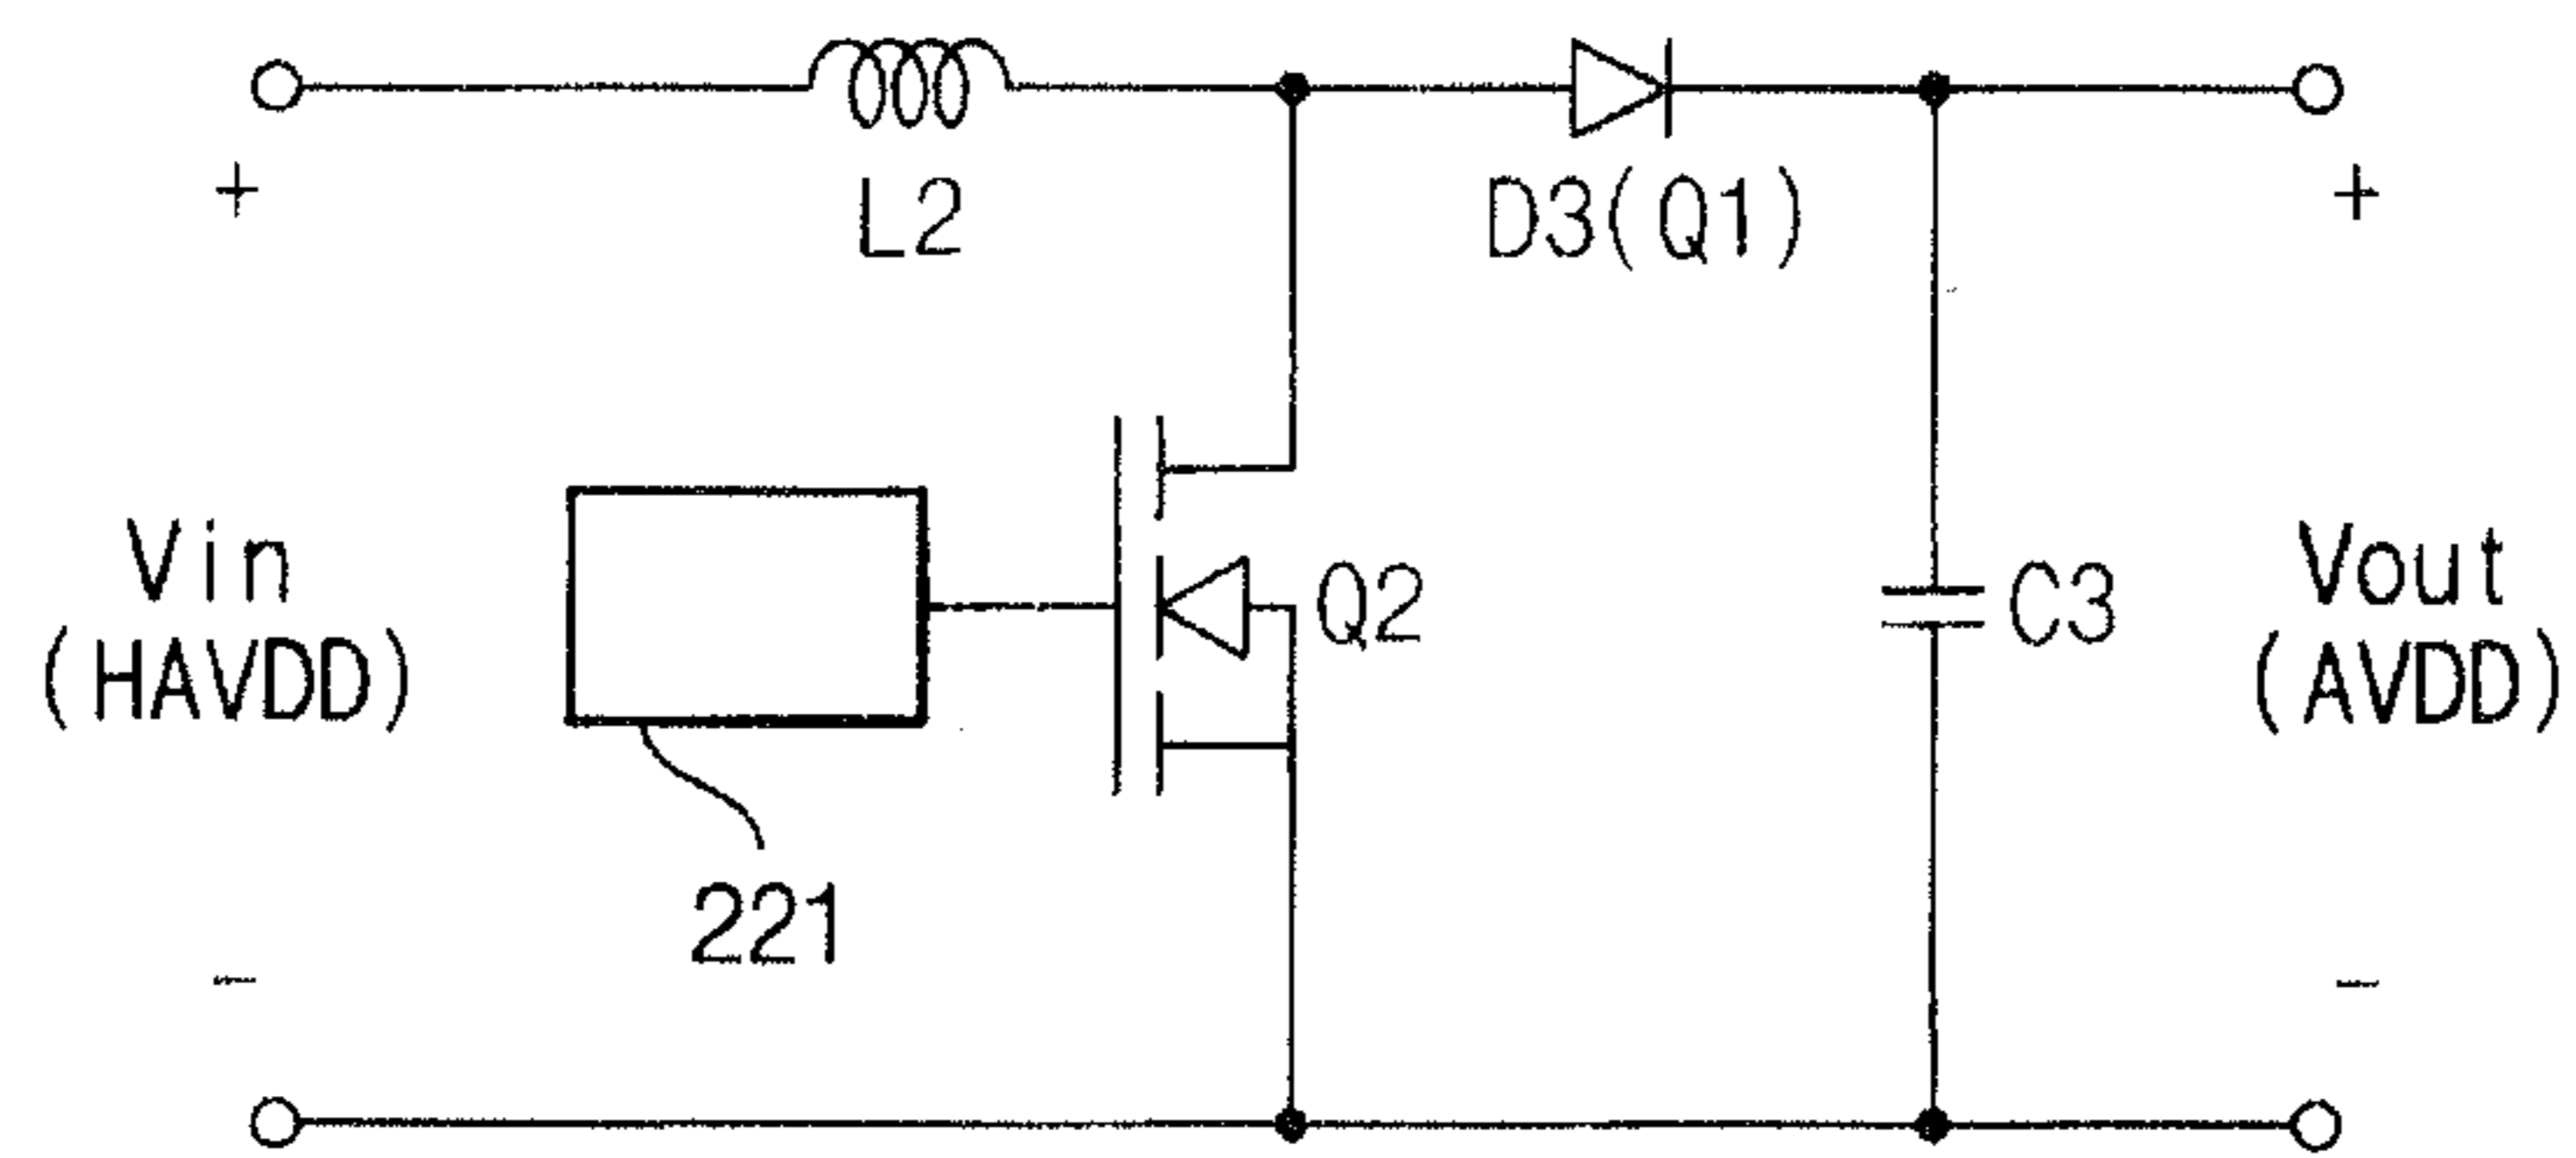 +
L2
D3(Q1)
+
Vin
(HAVDD)
Q2
C3
Vout
(AVDD)
221
-
-